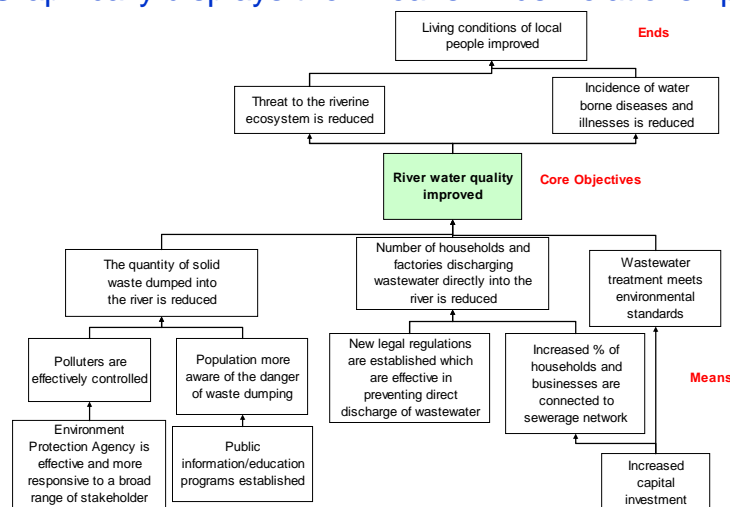 Living conditions of local
people improved
Ends
Threat to the riverine
ecosystem is reduced
Incidence of water
borne diseases and
illnesses is reduced
River water quality
improved
Core Objectives
The quantity of solid
waste dumped into
the river is reduced
Number of households and
factories discharging
wastewater directly into the
river is reduced
Wastewater
treatment meets
environmental
standards
Polluters are
effectively controlled
Population more
aware of the danger
of waste dumping
New legal regulations
are established which
are effective in
preventing direct
discharge of wastewater
Increased % of
households and
businesses are
connected to
sewerage network
Means
Environment
Protection Agency is
effective and more
responsive to a broad
range of stakeholder
Public
information/education
programs established
Increased
capital
investment